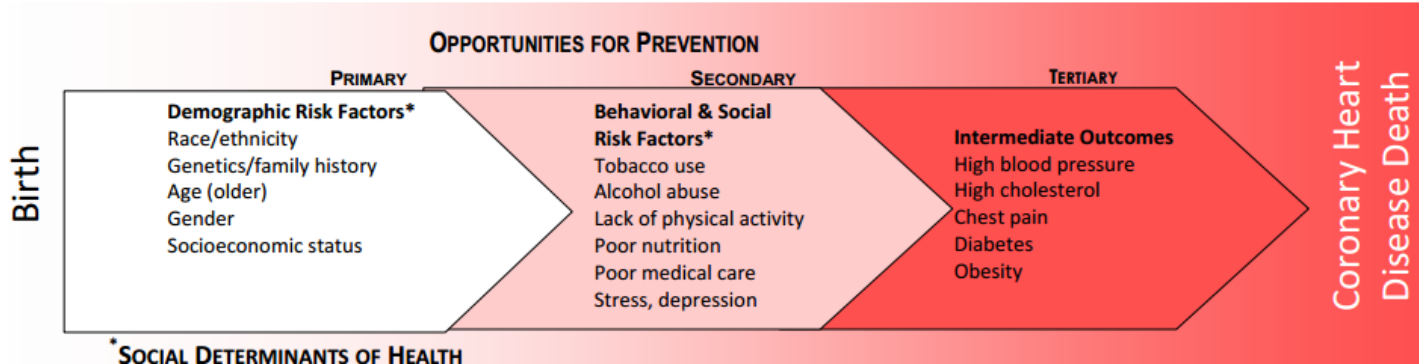 OPPORTUNITIES FOR PREVENTION
PRIMARY
SECONDARY
TERTIARY
Birth
Demographic Risk Factors*
Race/ethnicity
Genetics/family history
Age (older)
Gender
Socioeconomic status
Behavioral & Social
Risk Factors*
Tobacco use
Alcohol abuse
Lack of physical activity
Poor nutrition
Poor medical care
Stress, depression
Intermediate Outcomes
High blood pressure
High cholesterol
Chest pain
Diabetes
Obesity
Coronary Heart
Disease Death
*SOCIAL DETERMINANTS OF HEALTH